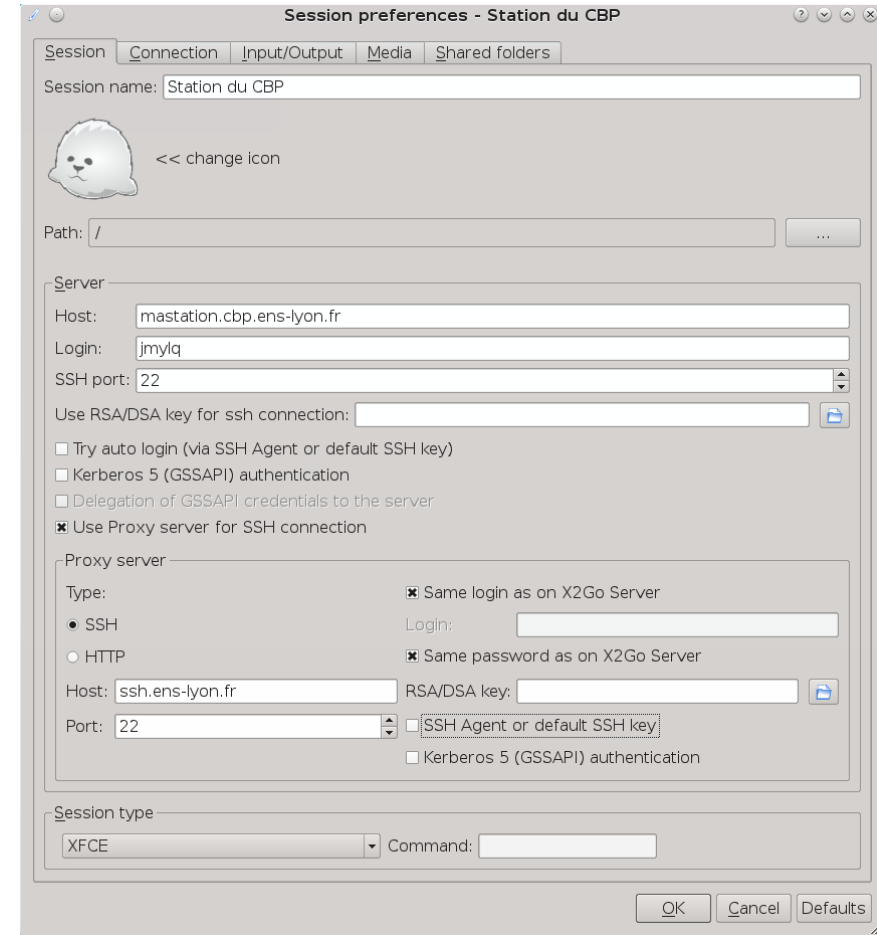 Session preferences - Station du CBP
Session Connection Input/Output Media Shared folders
Session name: Station du CBP
<< change icon
Path: / ...
Server
Host: mastation.cbp.ens-lyon.fr
Login: jmylq
SSH port: 22
Use RSA/DSA key for ssh connection:
Try auto login (via SSH Agent or default SSH key)
Kerberos 5 (GSSAPI) authentication
Delegation of GSSAPI credentials to the server
Use Proxy server for SSH connection
Proxy server
Type: Same login as on X2Go Server
SSH Login:
HTTP Same password as on X2Go Server
Host: ssh.ens-lyon.fr RSA/DSA key:
Port: 22 SSH Agent or default SSH key
Kerberos 5 (GSSAPI) authentication
Session type
XFCE Command:
OK Cancel Defaults